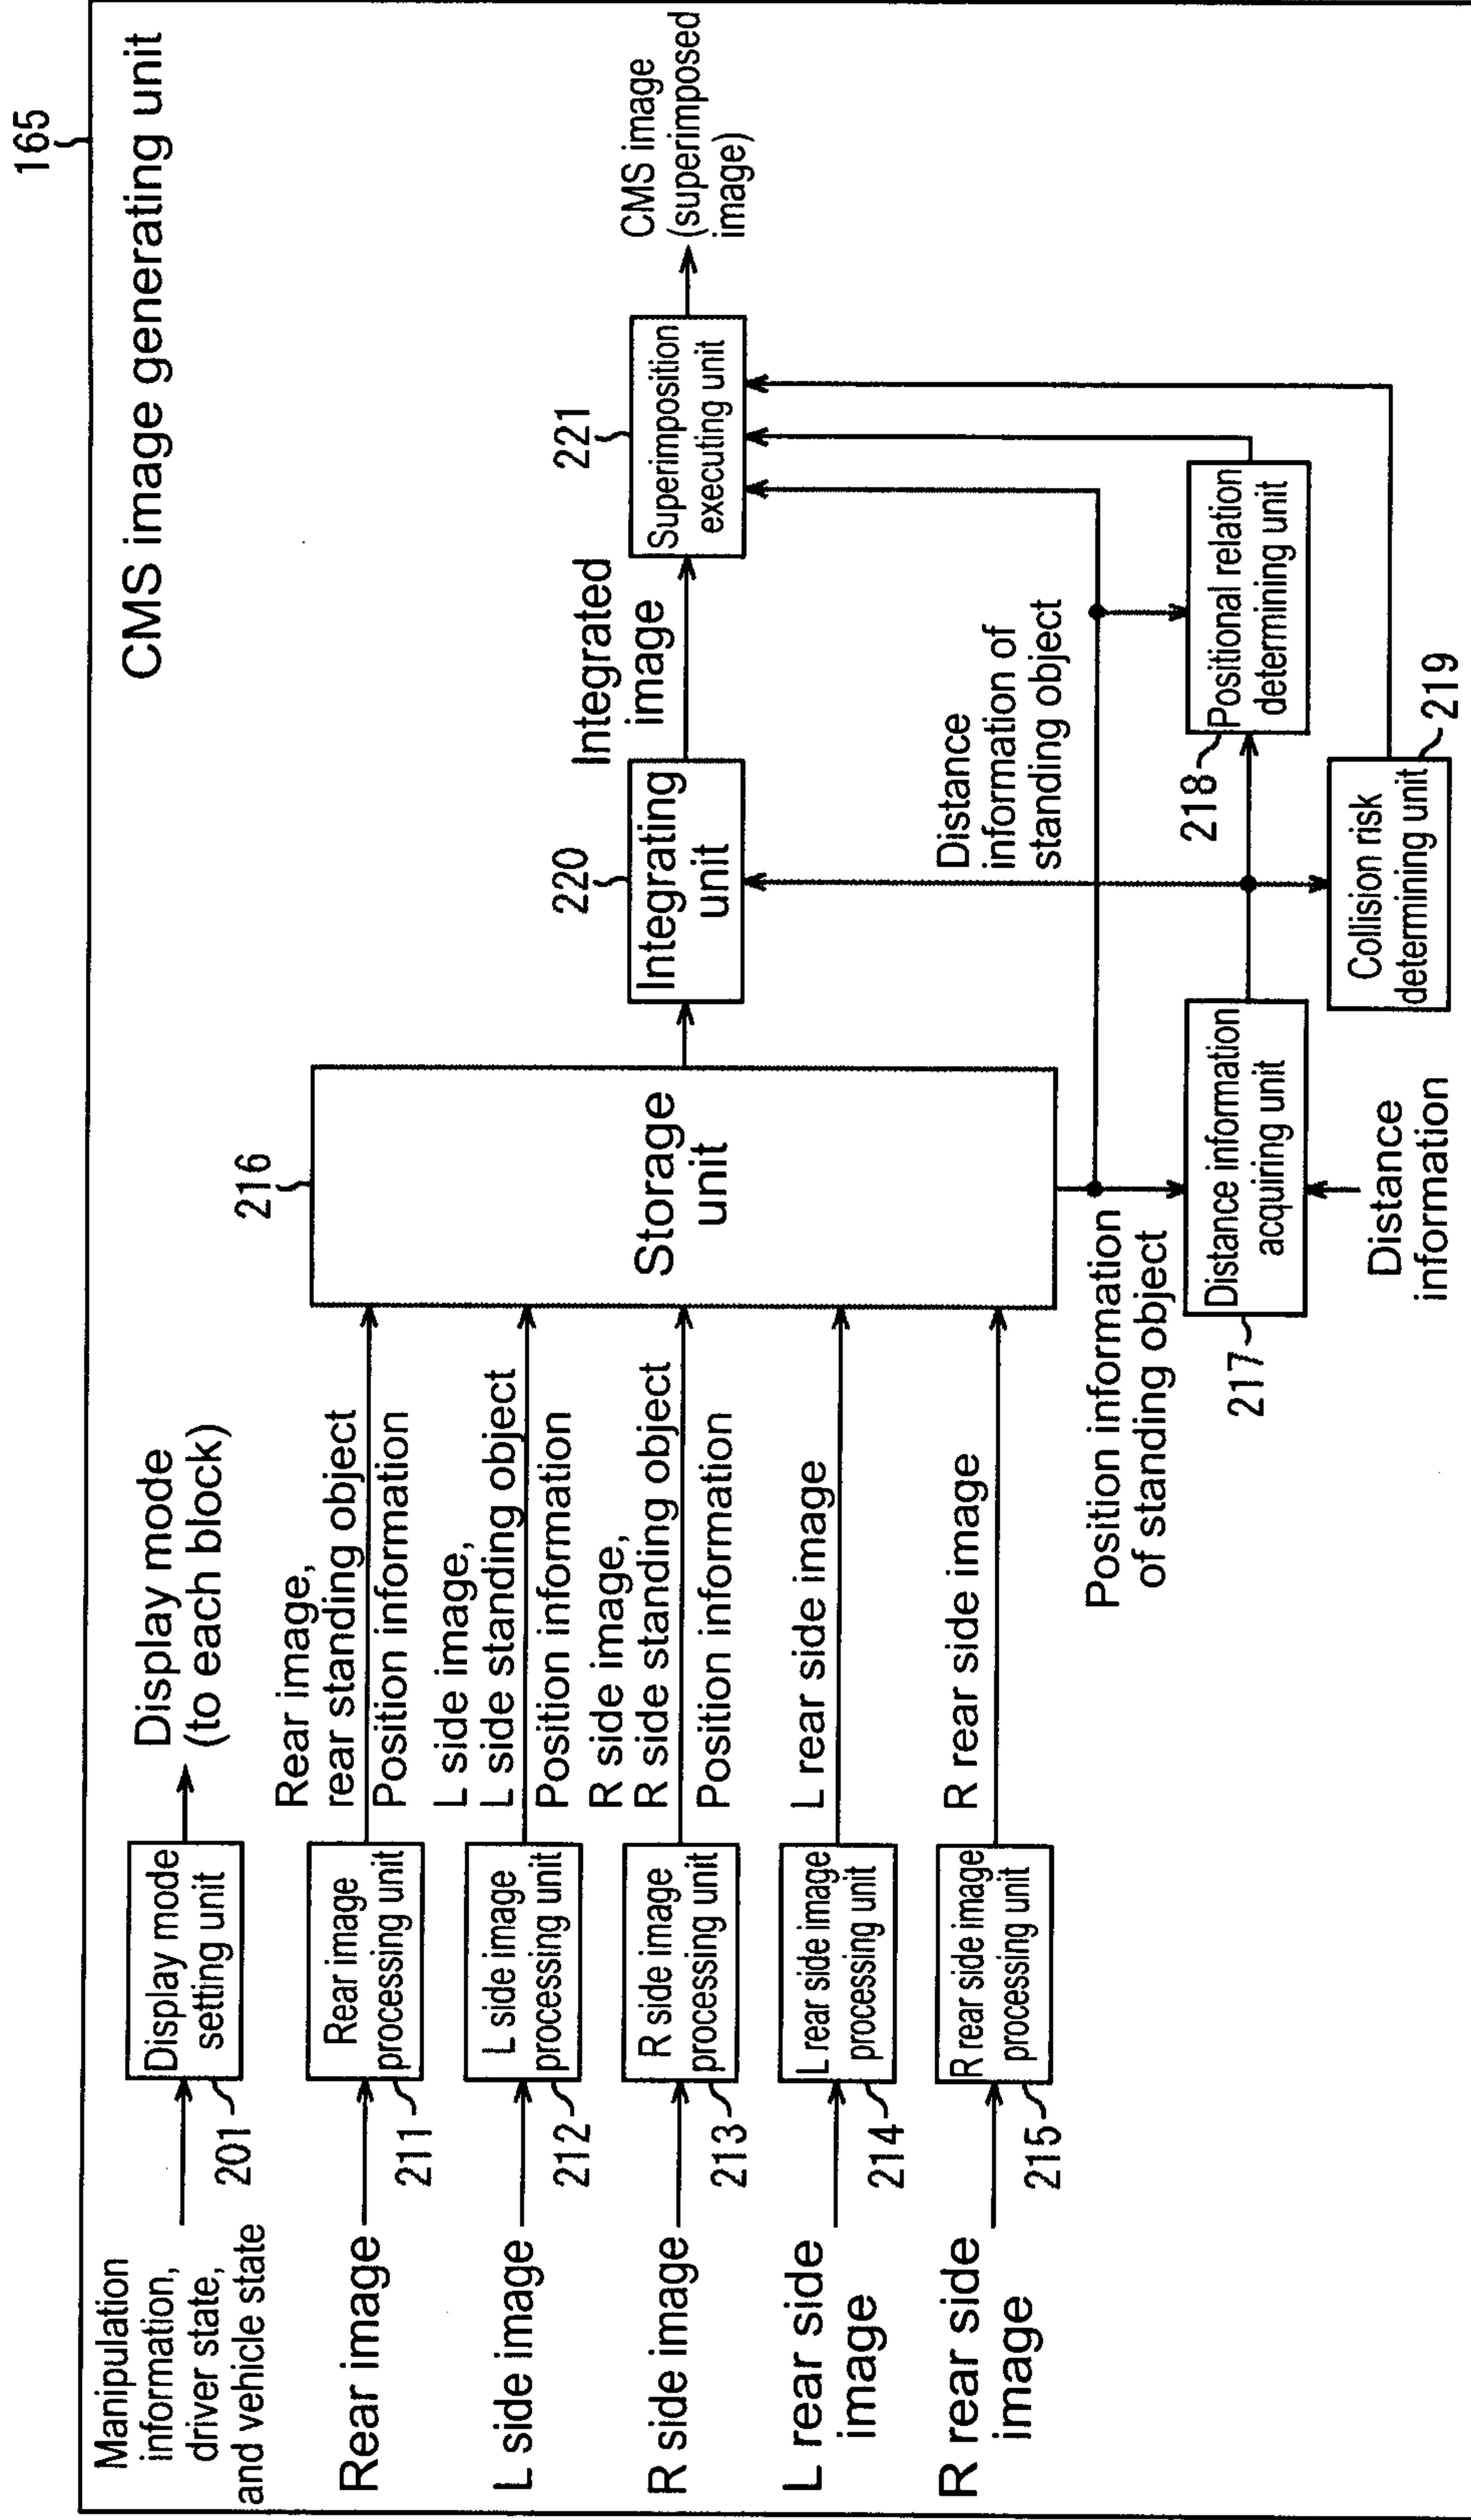 165
CMS image generating unit
Manipulation
information,
driver state,
and vehicle state
201
Display mode
setting unit
Display mode
(to each block)
Rear image
211
Rear image
processing unit
Rear image,
rear standing object
Position information
L side image
212
L side image
processing unit
L side image,
L side standing object
Position information
R side image
213
R side image
processing unit
R side image,
R side standing object
Position information
L rear side
image
214
L rear side image
processing unit
L rear side image
R rear side
image
215
R rear side image
processing unit
R rear side image
216
Storage
unit
220
Integrating
unit
Integrated
image
221
Superimposition
executing unit
CMS image
(superimposed
image)
Position information
of standing object
217
Distance information
acquiring unit
Distance
information
Distance
information of
standing object
218
Positional relation
determining unit
Collision risk
determining unit
219